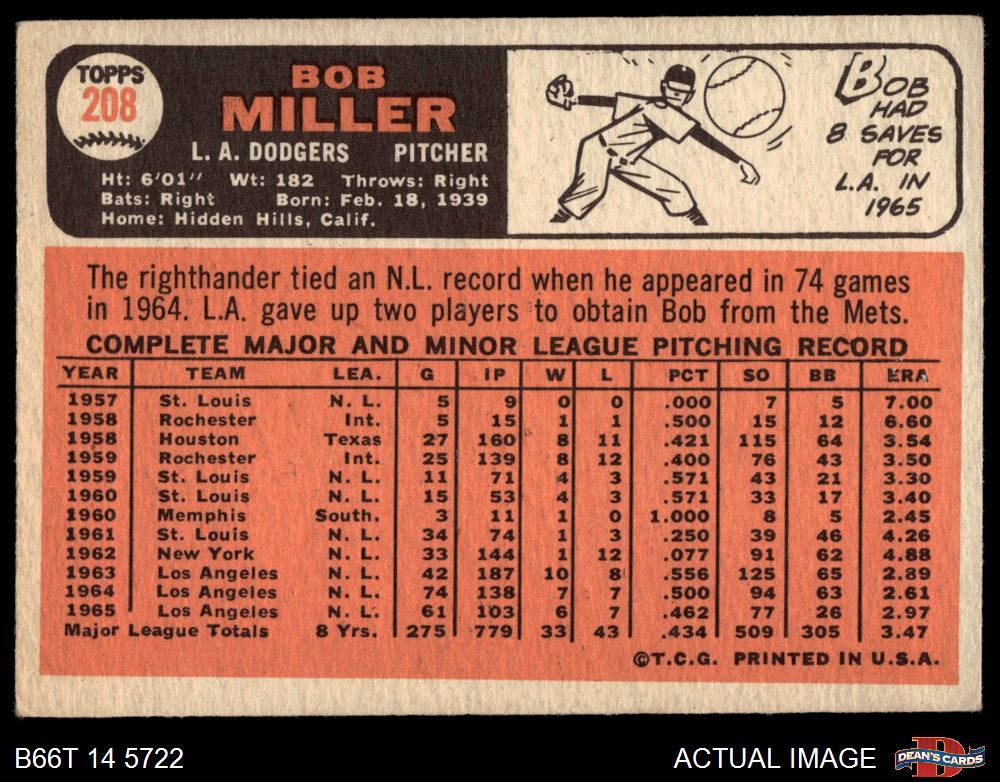 TOPPS
208
BOB
MILLER
L. A. DODGERS PITCHER
Ht: 6'01" Wt: 182 Throws: Right
Bats: Right Born: Feb. 18, 1939
Home: Hidden Hills, Calif.
BOB
HAD
8 SAVES
FOR
L.A. IN
1965
The righthander tied an N.L. record when he appeared in 74 games
in 1964. L.A. gave up two players to obtain Bob from the Mets.
COMPLETE MAJOR AND MINOR LEAGUE PITCHING RECORD
YEAR TEAM LEA. G IP W L PCT SO BB ERA
1957 St. Louis N. L. 5 9 0 0 .000 7 5 7.00
1958 Rochester Int. 5 15 1 1 .500 15 12 6.60
1958 Houston Texas 27 160 8 11 .421 115 64 3.54
1959 Rochester Int. 25 139 8 12 .400 76 43 3.50
1959 St. Louis N. L. 11 71 4 3 .571 43 21 3.30
1960 St. Louis N. L. 15 53 4 3 .571 33 17 3.40
1960 Memphis South. 3 11 1 0 1.000 8 5 2.45
1961 St. Louis N. L. 34 74 1 3 .250 39 46 4.26
1962 New York N. L. 33 144 1 12 .077 91 62 4.88
1963 Los Angeles N. L. 42 187 10 8 .556 125 65 2.89
1964 Los Angeles N. L. 74 138 7 7 .500 94 63 2.61
1965 Los Angeles N. L. 61 103 6 7 .462 77 26 2.97
Major League Totals 8 Yrs. 275 779 33 43 .434 509 305 3.47
©T.C.G. PRINTED IN U.S.A.
B66T 14 5722 ACTUAL IMAGE DEAN'S CARDS